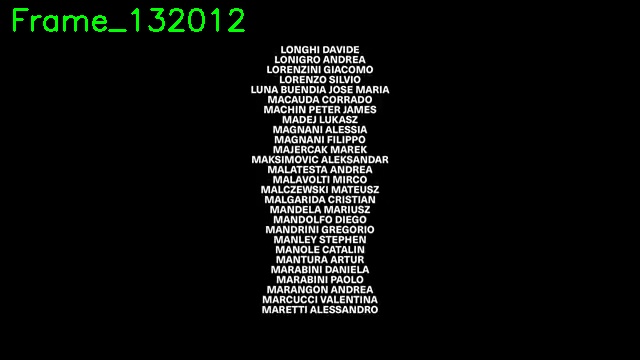 Frame_132012
LONGHI DAVIDE
LONIGRO ANDREA
LORENZINI GIACOMO
LORENZO SILVIO
LUNA BUENDIA JOSE MARIA
MACAUDA CORRADO
MACHIN PETER JAMES
MADEJ LUKASZ
MAGNANI ALESSIA
MAGNANI FILIPPO
MAJERCAK MAREK
MAKSIMOVIC ALEKSANDAR
MALATESTA ANDREA
MALAVOLTI MIRCO
MALCZEWSKI MATEUSZ
MALGARIDA CRISTIAN
MANDELA MARIUSZ
MANDOLFO DIEGO
MANDRINI GREGORIO
MANLEY STEPHEN
MANOLE CATALIN
MANTURA ARTUR
MARABINI DANIELA
MARABINI PAOLO
MARANGON ANDREA
MARCUCCI VALENTINA
MARETTI ALESSANDRO